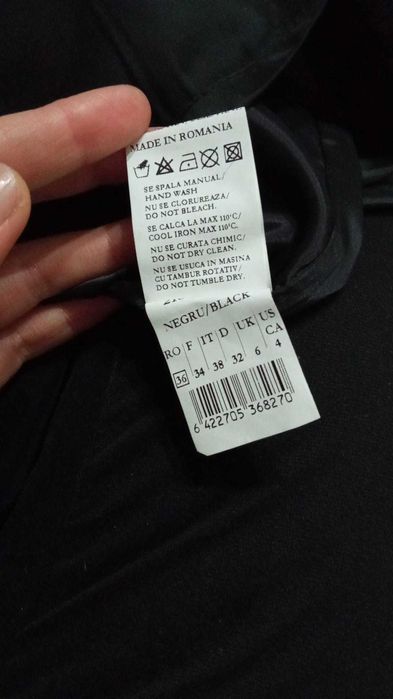 MADE IN ROMANIA
SE SPALA MANUAL/
HAND WASH
NU SE CLORUREAZA/
DO NOT BLEACH.
SE CALCA LA MAX 110°C/
COOL IRON MAX 110°C.
NU SE CURATA CHIMIC/
DO NOT DRY CLEAN.
NU SE USUCA IN MASINA
CU TAMBUR ROTATIV/
DO NOT TUMBLE DRY.
NEGRU/BLACK
RO F IT D UK US
CA
36 34 38 32 6 4
6 422705 368270